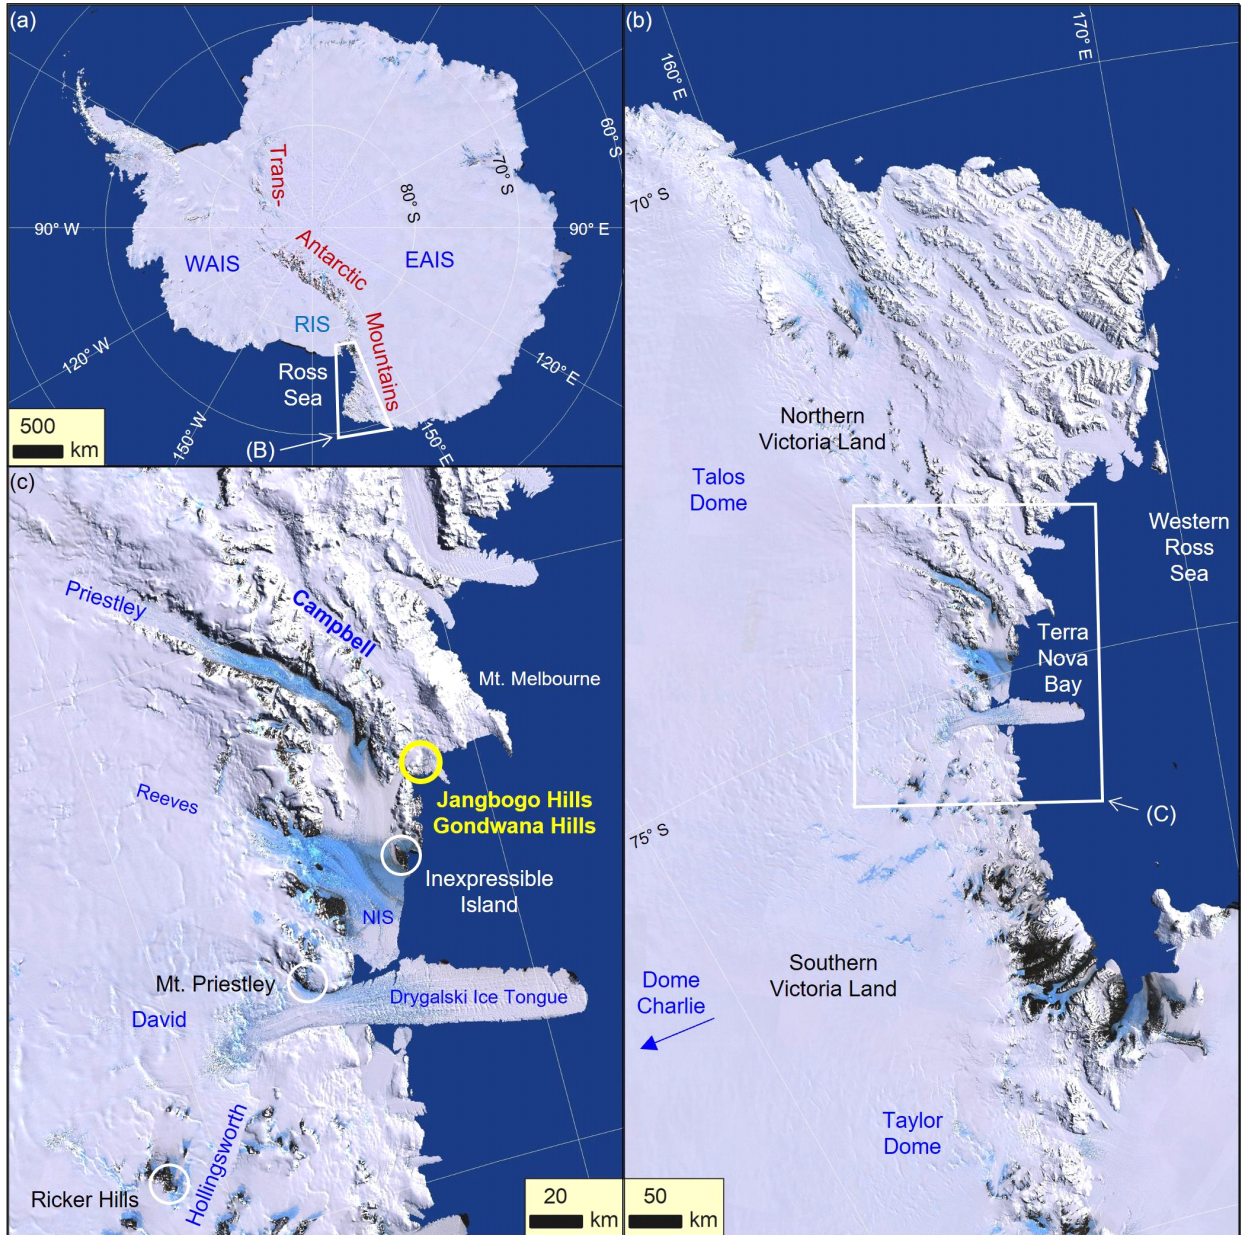 (a)
60° S
70° S
80° S
Trans-
Antarctic
Mountains
90° W
90° E
WAIS
EAIS
RIS
Ross
Sea
120° W
120° E
150° W
150° E
(B)
500
km
(b)
160° E
170° E
70° S
Northern
Victoria Land
Talos
Dome
Western
Ross
Sea
Terra
Nova
Bay
(C)
75° S
Southern
Victoria Land
Dome
Charlie
Taylor
Dome
50
km
(c)
Priestley
Campbell
Mt. Melbourne
Reeves
Jangbogo Hills
Gondwana Hills
Inexpressible
Island
NIS
Mt. Priestley
Drygalski Ice Tongue
David
Hollingsworth
Ricker Hills
20
km